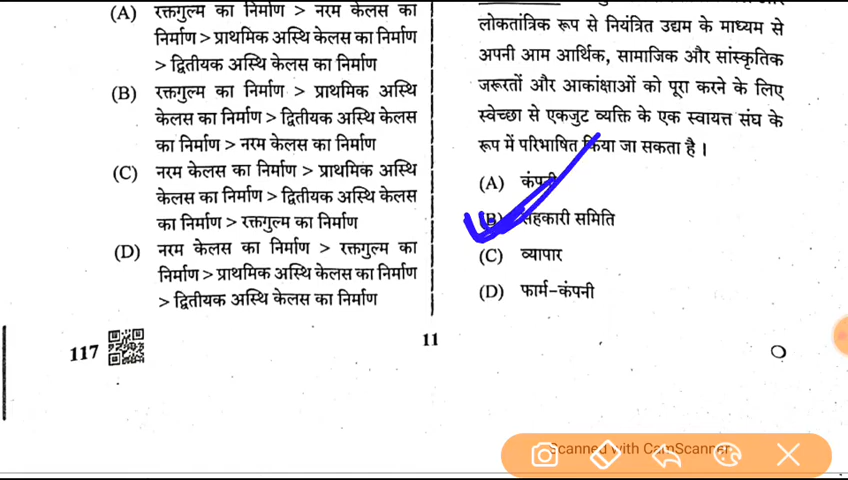 (A) रक्तगुल्म का निर्माण > नरम केलस का
निर्माण > प्राथमिक अस्थि केलस का निर्माण
> द्वितीयक अस्थि केलस का निर्माण
(B) रक्तगुल्म का निर्माण > प्राथमिक अस्थि
केलस का निर्माण > द्वितीयक अस्थि केलस
का निर्माण > नरम केलस का निर्माण
(C) नरम केलस का निर्माण > प्राथमिक अस्थि
केलस का निर्माण > द्वितीयक अस्थि केलस
का निर्माण > रक्तगुल्म का निर्माण
(D) नरम केलस का निर्माण > रक्तगुल्म का
निर्माण > प्राथमिक अस्थि केलस का निर्माण
> द्वितीयक अस्थि केलस का निर्माण
लोकतांत्रिक रूप से नियंत्रित उद्यम के माध्यम से
अपनी आम आर्थिक, सामाजिक और सांस्कृतिक
जरूरतों और आकांक्षाओं को पूरा करने के लिए
स्वेच्छा से एकजुट व्यक्ति के एक स्वायत्त संघ के
रूप में परिभाषित किया जा सकता है ।
(A) कंपनी
(B) सहकारी समिति
(C) व्यापार
(D) फार्म-कंपनी
117
11
O
Scanned with CamScanner